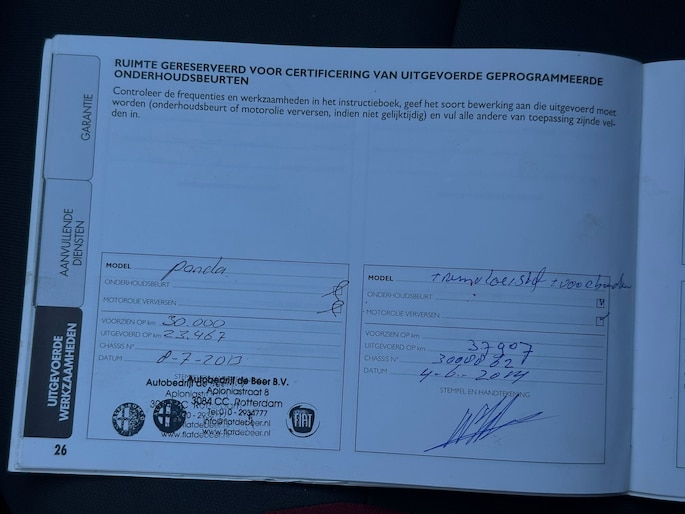 RUIMTE GERESERVEERD VOOR CERTIFICERING VAN UITGEVOERDE GEPROGRAMMEERDE
ONDERHOUDSBEURTEN
Controleer de frequenties en werkzaamheden in het instructieboek, geef het soort bewerking aan die uitgevoerd moet
worden (onderhoudsbeurt of motorolie verversen, indien niet gelijktijdig) en vul alle andere van toepassing zijnde vel-
den in.
GARANTIE
AANVULLENDE
DIENSTEN
UITGEVOERDE
WERKZAAMHEDEN
MODEL panda
ONDERHOUDSBEURT
MOTOROLIE VERVERSEN
VOORZIEN OP km 30.000
UITGEVOERD OP km 23.467
CHASSIS N°
DATUM 8-7-2013
Autobedrijf de Beer B.V.
Aploniastraat 8
3084 CC Rotterdam
Tel: 010 - 2934777
info@fiatdebeer.nl
www.fiatdebeer.nl
FIAT
MODEL
ONDERHOUDSBEURT
MOTOROLIE VERVERSEN
VOORZIEN OP km
UITGEVOERD OP km 37907
CHASSIS N°
DATUM 4-6-2014
STEMPEL EN HANDTEKENING
26